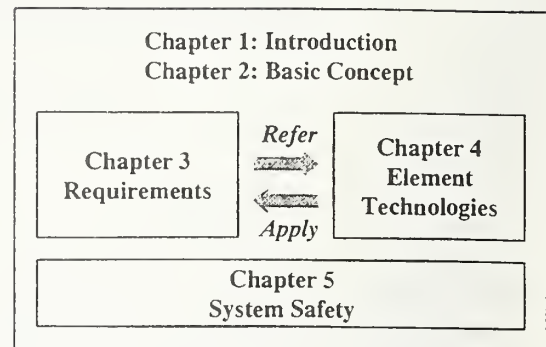 Chapter 1: Introduction
Chapter 2: Basic Concept
Chapter 3
Requirements
Refer
Apply
Chapter 4
Element
Technologies
Chapter 5
System Safety